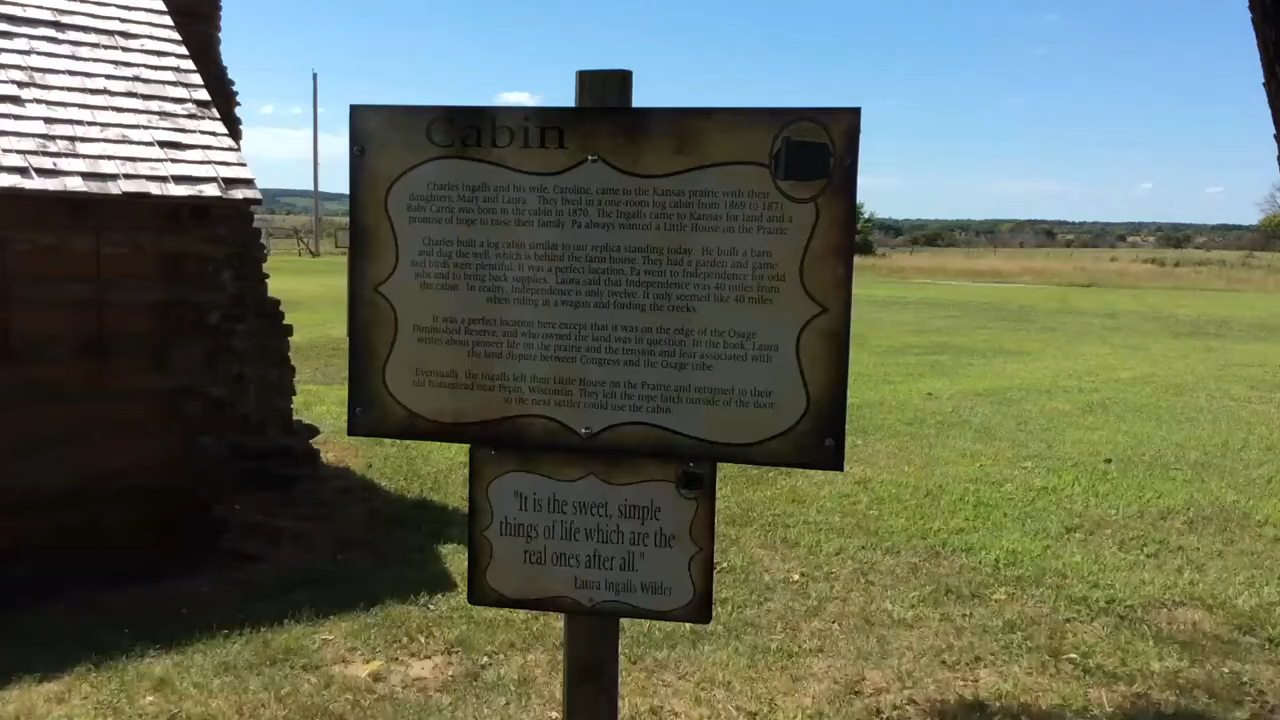 Cabin
Charles Ingalls and his wife, Caroline, came to the Kansas prairie with their
daughters, Mary and Laura. They lived in a one-room log cabin from 1869 to 1871
Baby Carrie was born in the cabin in 1870. The Ingalls came to Kansas for land and a
promise of hope to raise their family. Pa always wanted a Little House on the Prairie
Charles built a log cabin similar to our replica standing today. He built a barn
and dug the well, which is behind the farm house. They had a garden and game
and birds were plentiful. It was a perfect location. Pa went to Independence for odd
jobs and to bring back supplies. Laura said that Independence was 40 miles from
the cabin. In reality, Independence is only twelve. It only seemed like 40 miles
when riding in a wagon and fording the creeks.
It was a perfect location here except that it was on the edge of the Osage
Diminished Reserve, and who owned the land was in question. In the book, Laura
writes about pioneer life on the prairie and the tension and fear associated with
the land dispute between Congress and the Osage tribe.
Eventually, the Ingalls left their Little House on the Prairie and returned to their
old homestead near Pepin, Wisconsin. They left the rope latch outside of the door
so the next settler could use the cabin.
"It is the sweet, simple
things of life which are the
real ones after all."
Laura Ingalls Wilder